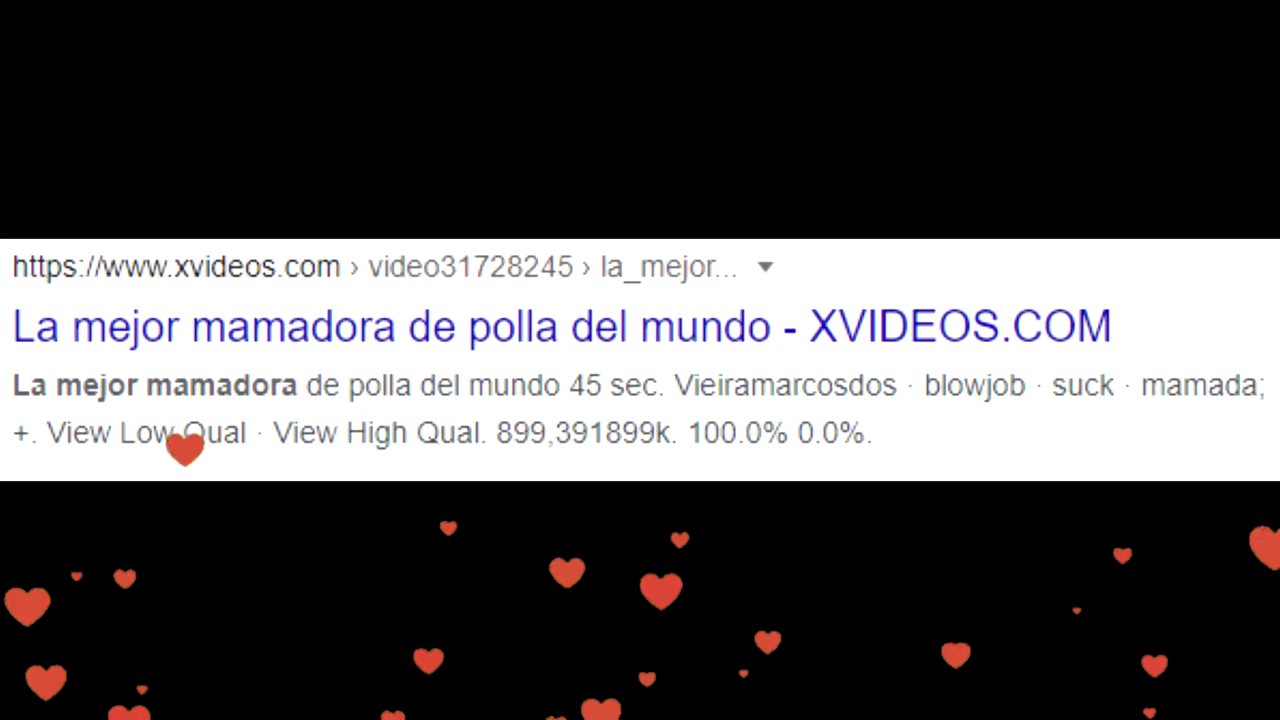 https://www.xvideos.com › video31728245 › la_mejor...
La mejor mamadora de polla del mundo - XVIDEOS.COM
La mejor mamadora de polla del mundo 45 sec. Vieiramarcosdos · blowjob · suck · mamada;
+. View Low Qual · View High Qual. 899,391899k. 100.0% 0.0%.